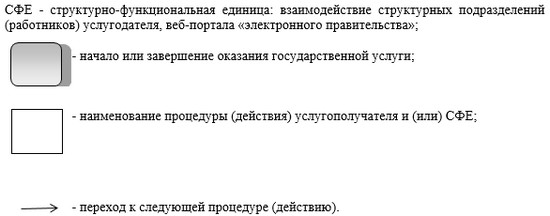 СФЕ - структурно-функциональная единица: взаимодействие структурных подразделений
(работников) услугодателя, веб-портала «электронного правительства»;
- начало или завершение оказания государственной услуги;
- наименование процедуры (действия) услугополучателя и (или) СФЕ;
- переход к следующей процедуре (действию).